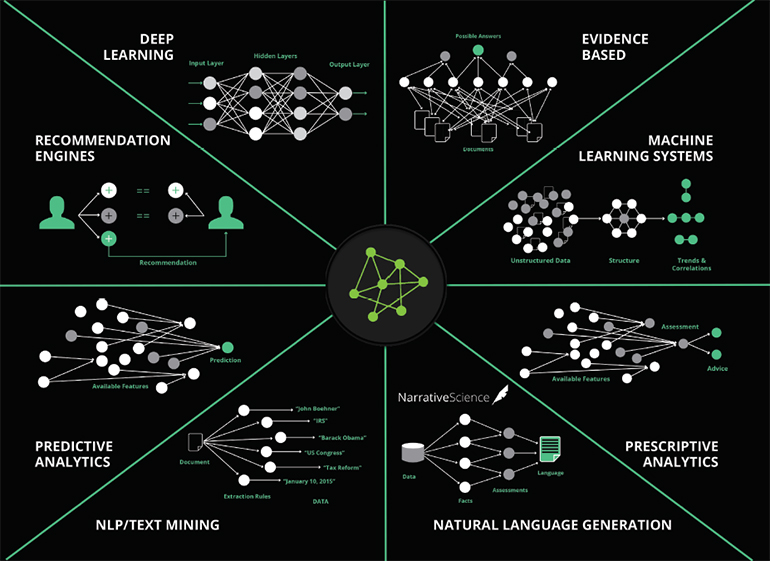 DEEP
LEARNING
Input Layer
Hidden Layers
Output Layer
Possible Answers
Documents
EVIDENCE
BASED
RECOMMENDATION
ENGINES
+ == +
+ == +
+
Recommendation
MACHINE
LEARNING SYSTEMS
Unstructured Data
Structure
Trends &
Correlations
Prediction
Available Features
PREDICTIVE
ANALYTICS
Assessment
Advice
Available Features
PRESCRIPTIVE
ANALYTICS
Document
"John Boehner"
"IRS"
"Barack Obama"
"US Congress"
"Tax Reform"
"January 10, 2015"
Extraction Rules
DATA
NLP/TEXT MINING
NarrativeScience
Data
Facts
Assessments
Language
NATURAL LANGUAGE GENERATION